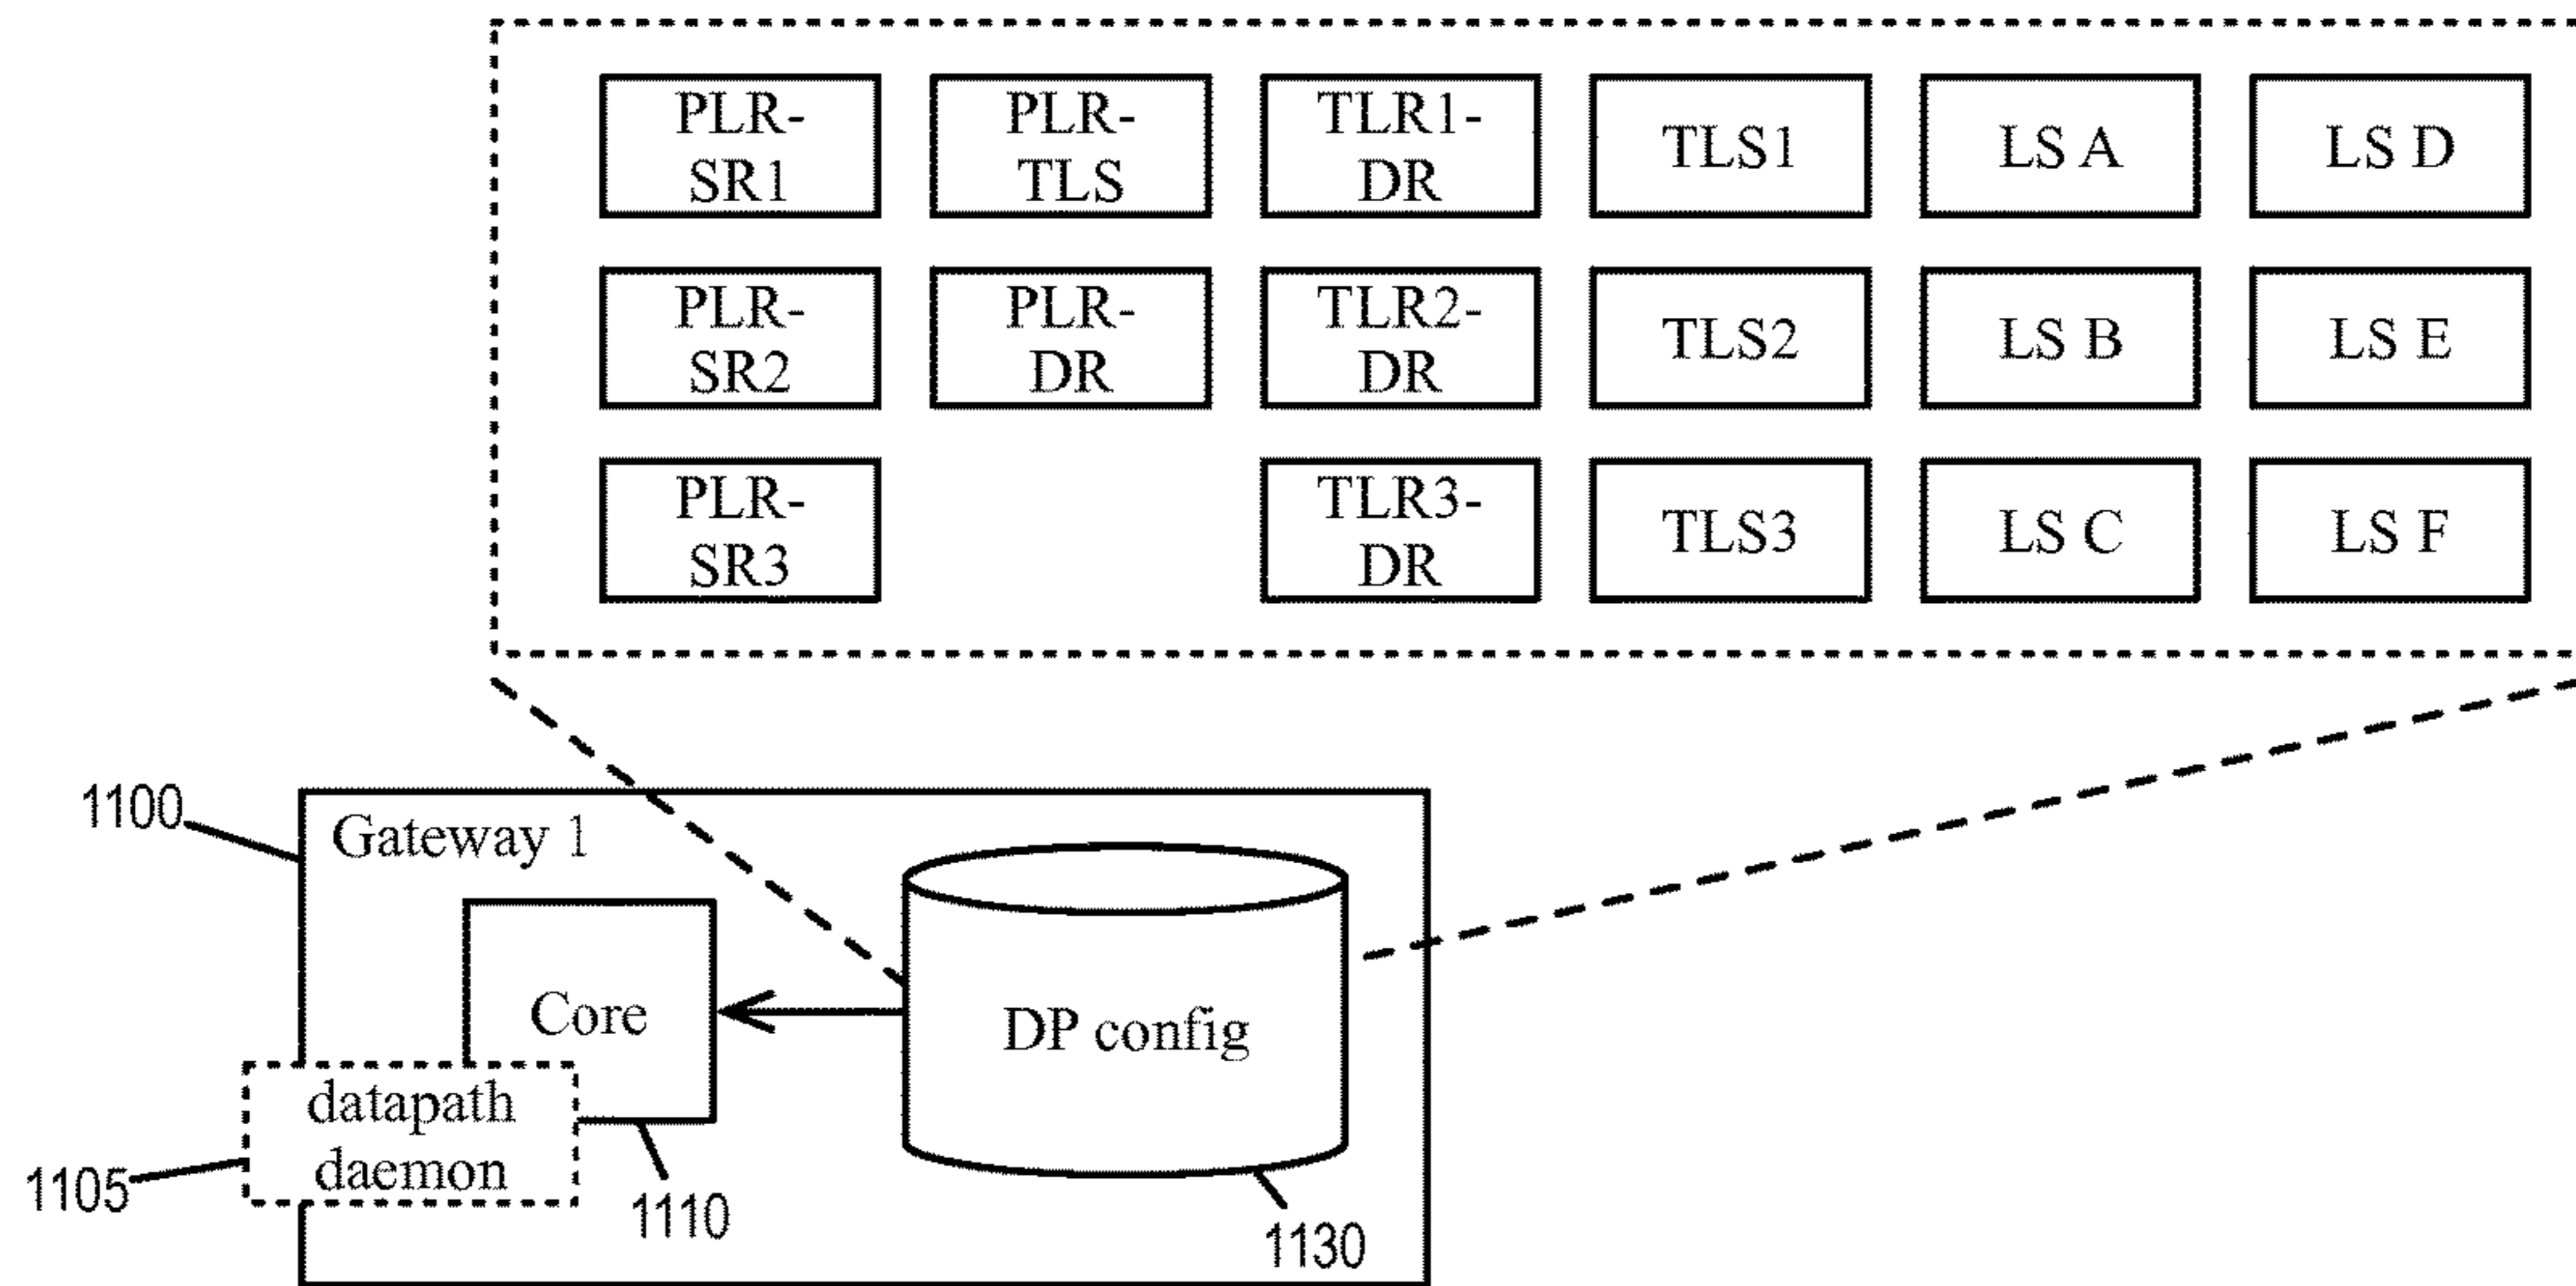 PLR-
SR1
PLR-
TLS
TLR1-
DR
TLS1
LS A
LS D
PLR-
SR2
PLR-
DR
TLR2-
DR
TLS2
LS B
LS E
PLR-
SR3
TLR3-
DR
TLS3
LS C
LS F
1100
Gateway 1
Core
DP config
datapath
daemon
1105
1110
1130